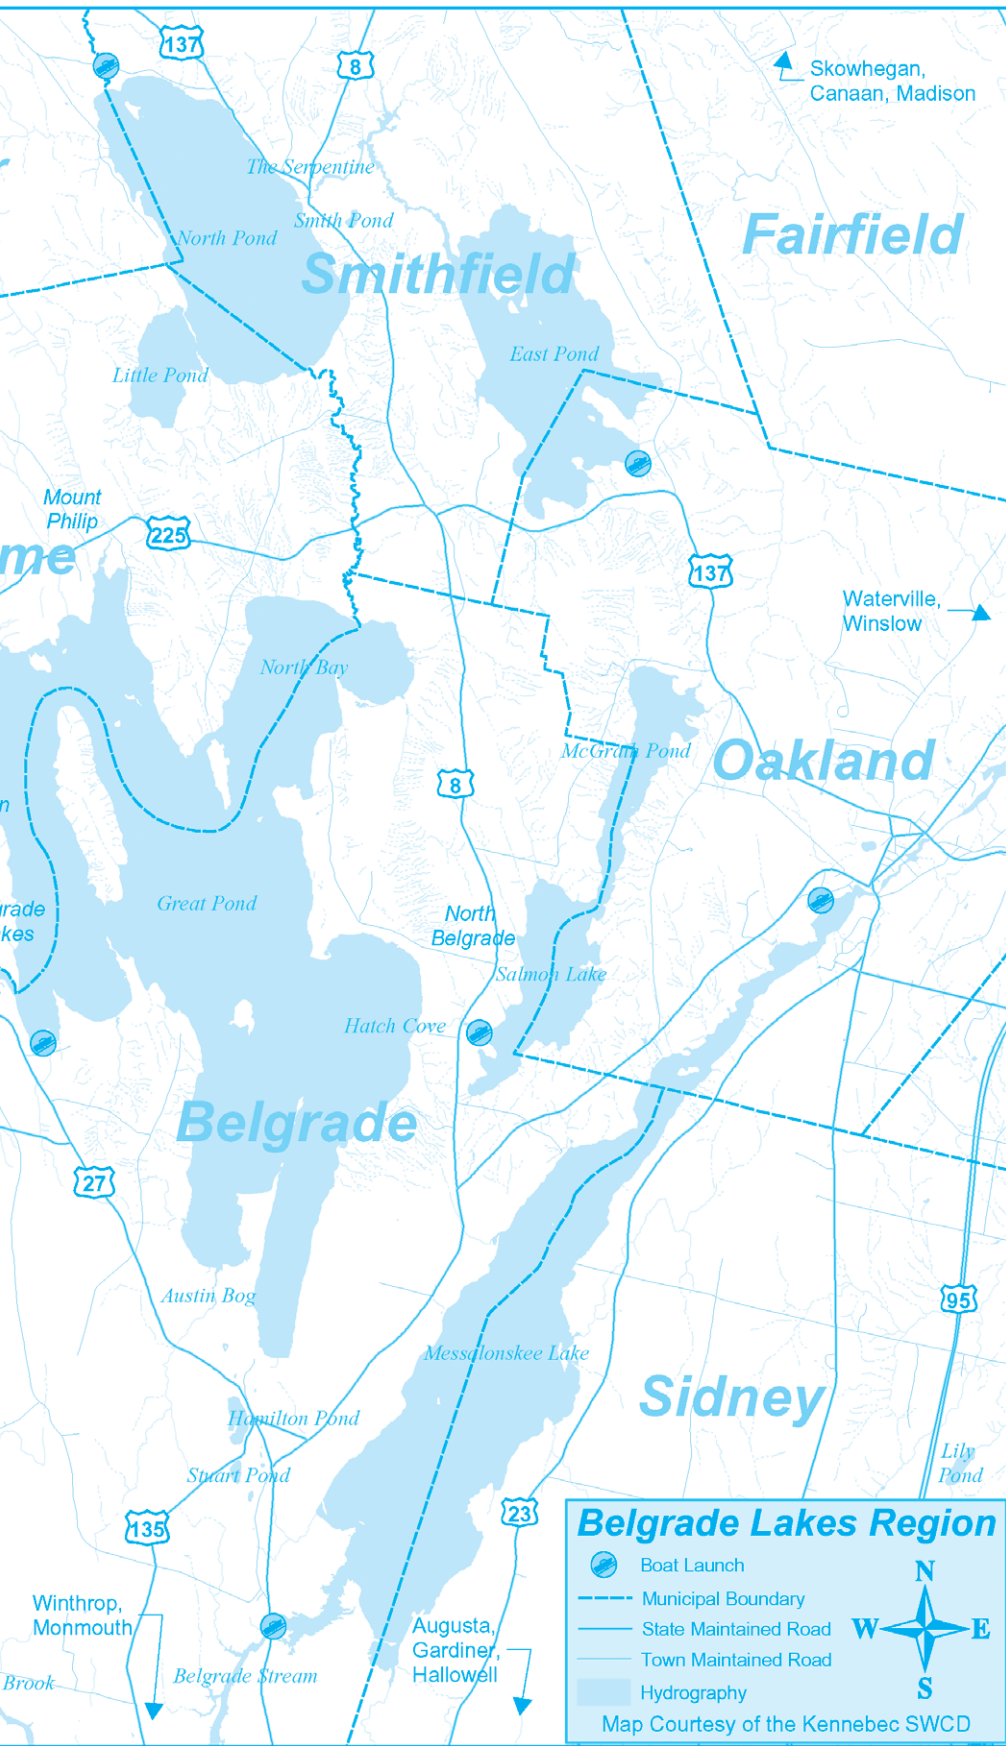 137
8
Skowhegan,
Canaan, Madison
The Serpentine
Smith Pond
North Pond
Fairfield
Smithfield
East Pond
Little Pond
Mount
Philip
225
me
137
Waterville,
Winslow
North Bay
McGrath Pond
Oakland
8
n
Great Pond
grade
kes
North
Belgrade
Salmon Lake
Hatch Cove
Belgrade
27
Austin Bog
95
Messalonskee Lake
Sidney
Hamilton Pond
Lily
Pond
Stuart Pond
135
23
Winthrop,
Monmouth
Augusta,
Gardiner,
Hallowell
Brook
Belgrade Stream
Belgrade Lakes Region
Boat Launch
Municipal Boundary
State Maintained Road
Town Maintained Road
Hydrography
N
W
E
S
Map Courtesy of the Kennebec SWCD